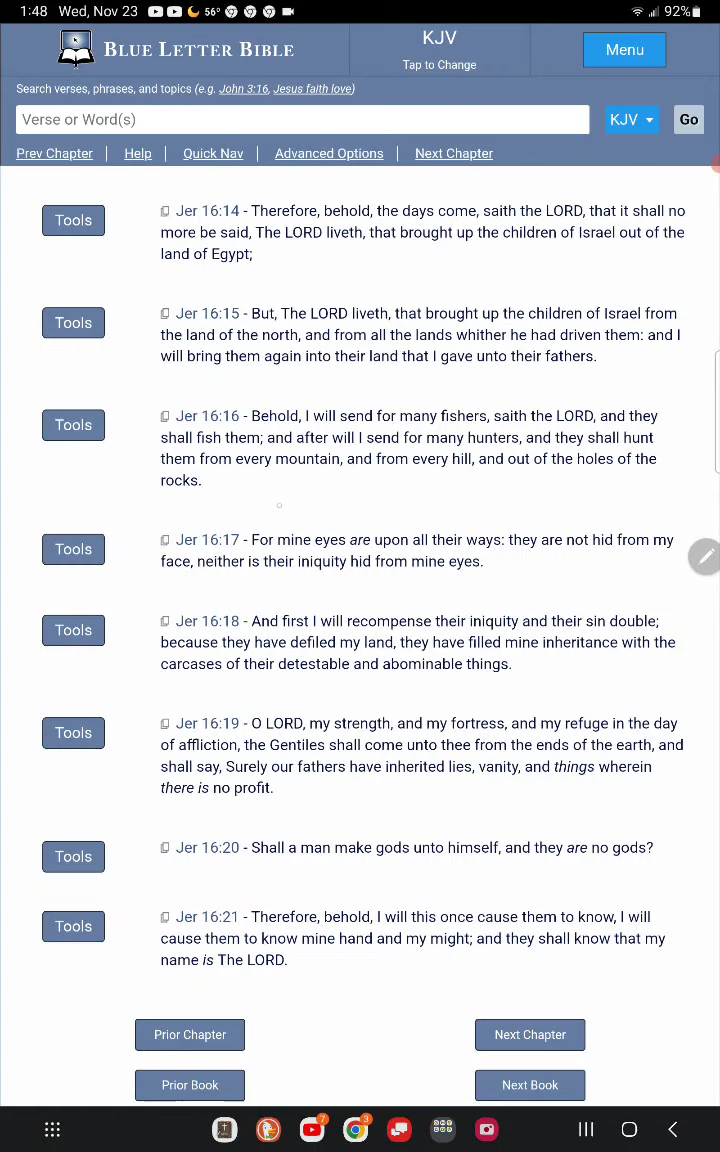 1:48 Wed, Nov 23 56° 92%
BLUE LETTER BIBLE
KJV
Tap to Change
Menu
Search verses, phrases, and topics (e.g. John 3:16, Jesus faith love)
Verse or Word(s)
KJV
Go
Prev Chapter | Help | Quick Nav | Advanced Options | Next Chapter
Tools
Jer 16:14 - Therefore, behold, the days come, saith the LORD, that it shall no
more be said, The LORD liveth, that brought up the children of Israel out of the
land of Egypt;
Tools
Jer 16:15 - But, The LORD liveth, that brought up the children of Israel from
the land of the north, and from all the lands whither he had driven them: and I
will bring them again into their land that I gave unto their fathers.
Tools
Jer 16:16 - Behold, I will send for many fishers, saith the LORD, and they
shall fish them; and after will I send for many hunters, and they shall hunt
them from every mountain, and from every hill, and out of the holes of the
rocks.
Tools
Jer 16:17 - For mine eyes are upon all their ways: they are not hid from my
face, neither is their iniquity hid from mine eyes.
Tools
Jer 16:18 - And first I will recompense their iniquity and their sin double;
because they have defiled my land, they have filled mine inheritance with the
carcases of their detestable and abominable things.
Tools
Jer 16:19 - O LORD, my strength, and my fortress, and my refuge in the day
of affliction, the Gentiles shall come unto thee from the ends of the earth, and
shall say, Surely our fathers have inherited lies, vanity, and things wherein
there is no profit.
Tools
Jer 16:20 - Shall a man make gods unto himself, and they are no gods?
Tools
Jer 16:21 - Therefore, behold, I will this once cause them to know, I will
cause them to know mine hand and my might; and they shall know that my
name is The LORD.
Prior Chapter
Next Chapter
Prior Book
Next Book
7
3